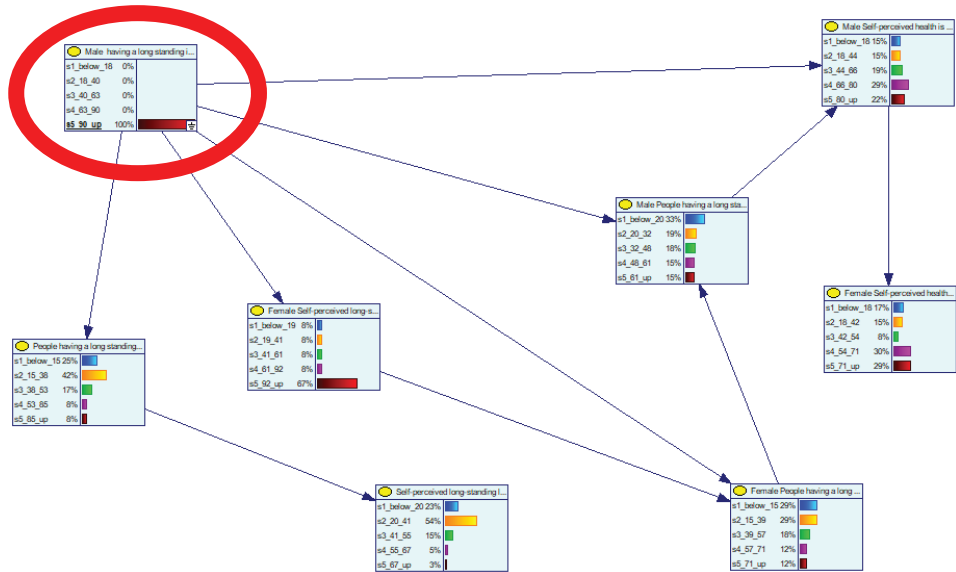 Male having a long standing i...
s1_below_18 0%
s2_18_40 0%
s3_40_63 0%
s4_63_90 0%
s5_90_up 100%
Male Self-perceived health is ...
s1_below_18 15%
s2_18_44 15%
s3_44_66 19%
s4_66_80 29%
s5_80_up 22%
Male People having a long sta...
s1_below_20 33%
s2_20_32 19%
s3_32_48 18%
s4_48_61 15%
s5_61_up 15%
Female Self-perceived health...
s1_below_18 17%
s2_18_42 15%
s3_42_54 8%
s4_54_71 30%
s5_71_up 29%
Female Self-perceived long-s...
s1_below_19 8%
s2_19_41 8%
s3_41_61 8%
s4_61_92 8%
s5_92_up 67%
People having a long standing...
s1_below_15 25%
s2_15_38 42%
s3_38_53 17%
s4_53_85 8%
s5_85_up 8%
Self-perceived long-standing l...
s1_below_20 23%
s2_20_41 54%
s3_41_55 15%
s4_55_67 5%
s5_67_up 3%
Female People having a long ...
s1_below_15 29%
s2_15_39 29%
s3_39_57 18%
s4_57_71 12%
s5_71_up 12%